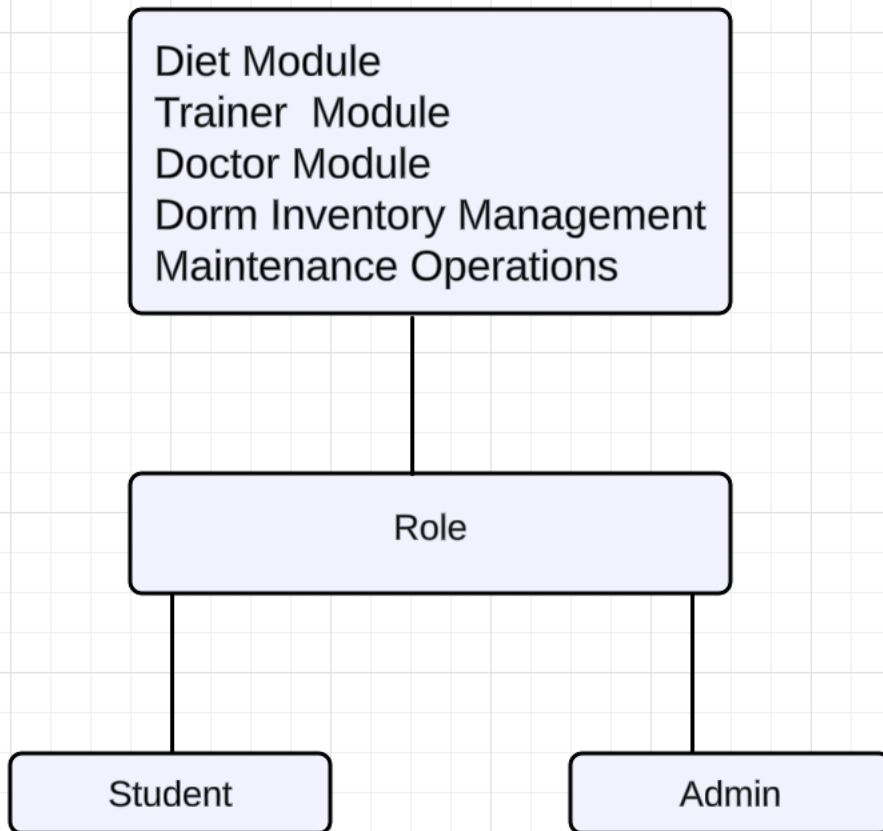 Diet Module
Trainer  Module
Doctor Module
Dorm Inventory Management
Maintenance Operations
Role
Student
Admin